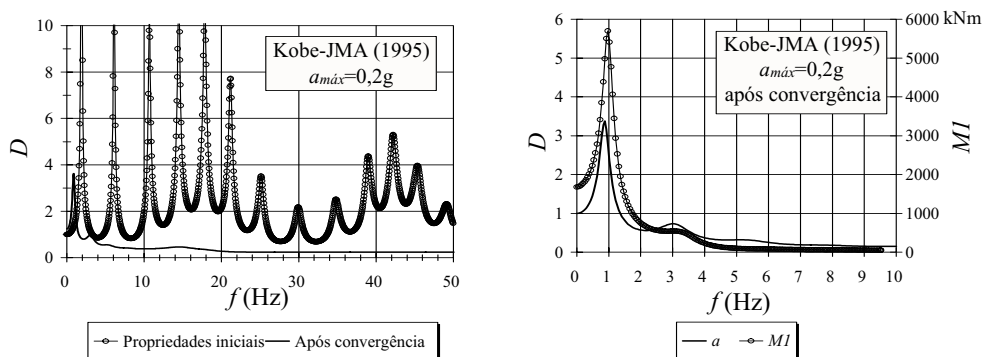 10
8
6
4
2
0
D
Kobe-JMA (1995)
amáx=0,2g
0 10 20 30 40 50
f (Hz)
Propriedades iniciais Após convergência
6
5
4
3
2
1
0
D
Kobe-JMA (1995)
amáx=0,2g
após convergência
6000 kNm
5000
4000
3000
2000
1000
0
M1
0 1 2 3 4 5 6 7 8 9 10
f (Hz)
a M1